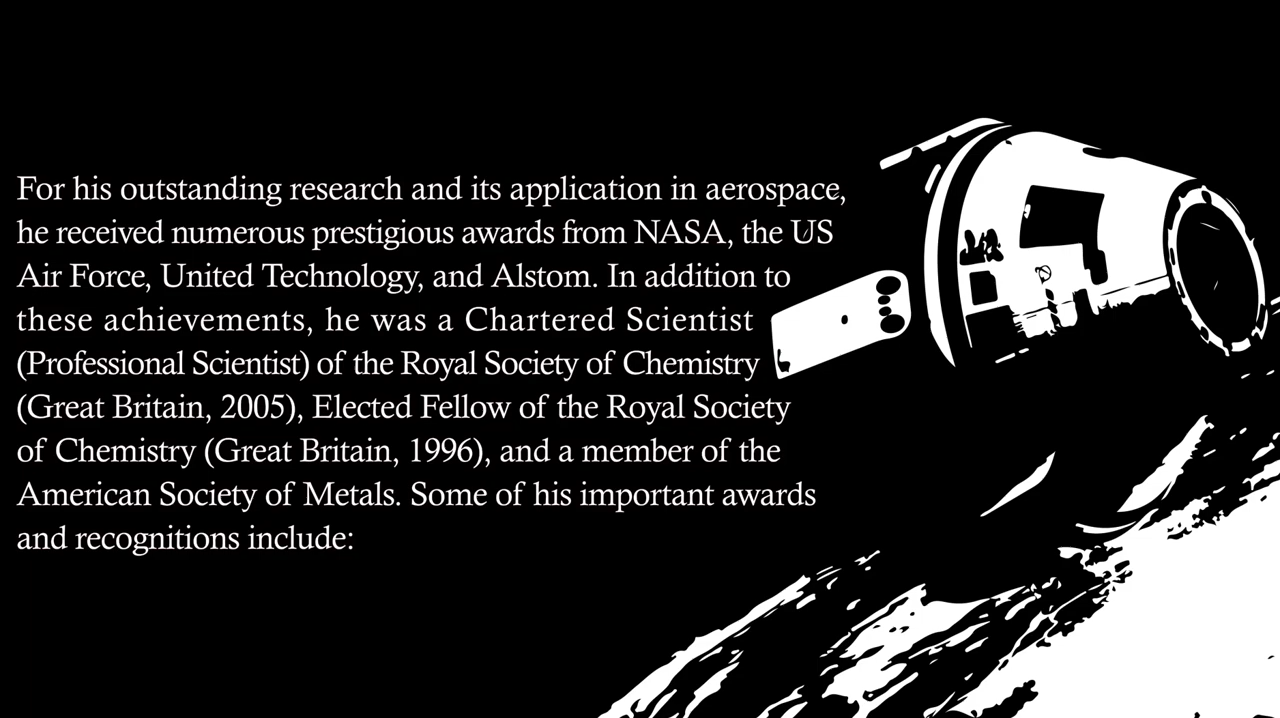 For his outstanding research and its application in aerospace,
he received numerous prestigious awards from NASA, the US
Air Force, United Technology, and Alstom. In addition to
these achievements, he was a Chartered Scientist
(Professional Scientist) of the Royal Society of Chemistry
(Great Britain, 2005), Elected Fellow of the Royal Society
of Chemistry (Great Britain, 1996), and a member of the
American Society of Metals. Some of his important awards
and recognitions include: